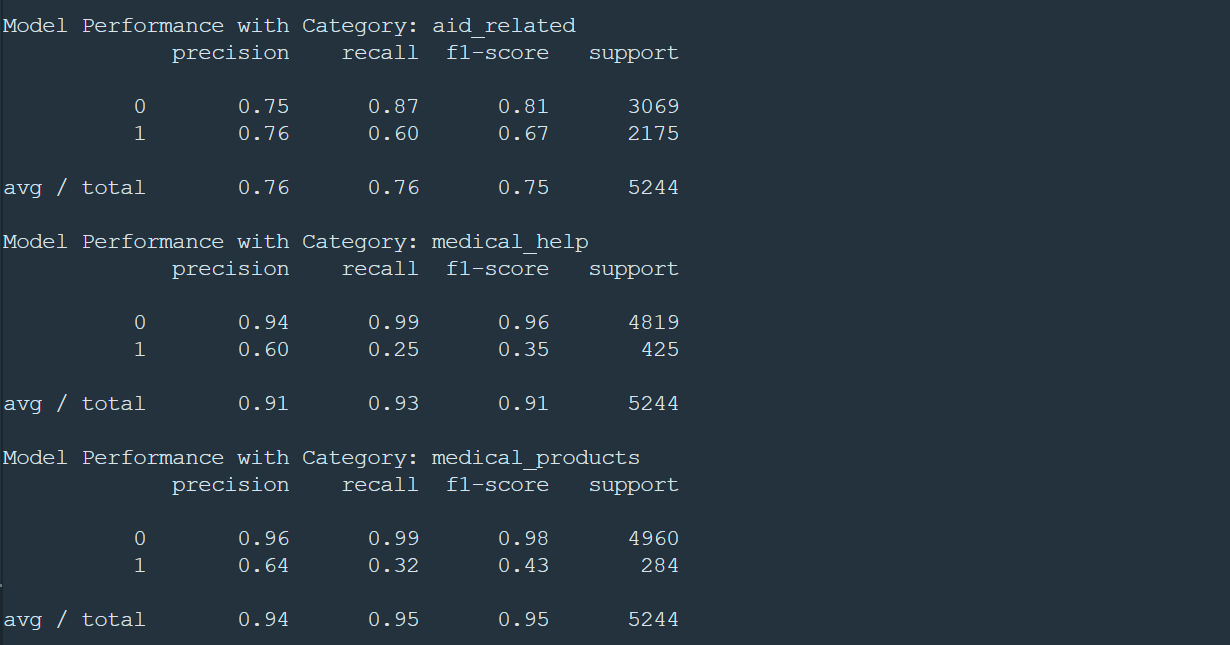 Model Performance with Category: aid_related
             precision    recall  f1-score   support

          0       0.75      0.87      0.81      3069
          1       0.76      0.60      0.67      2175

avg / total       0.76      0.76      0.75      5244

Model Performance with Category: medical_help
             precision    recall  f1-score   support

          0       0.94      0.99      0.96      4819
          1       0.60      0.25      0.35       425

avg / total       0.91      0.93      0.91      5244

Model Performance with Category: medical_products
             precision    recall  f1-score   support

          0       0.96      0.99      0.98      4960
          1       0.64      0.32      0.43       284

avg / total       0.94      0.95      0.95      5244